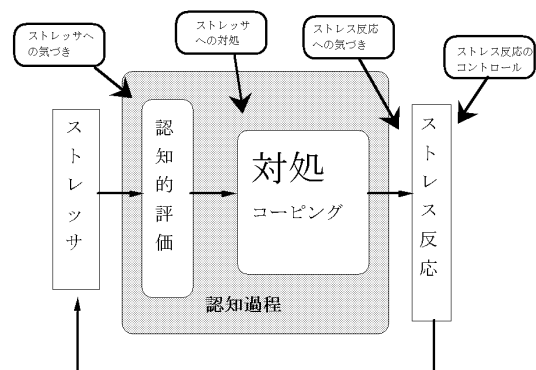 ストレッサへ
の気づき
ストレッサ
への対処
ストレス反応
への気づき
ストレス反応の
コントロール
ストレッサ
認知的評価
対処
コーピング
ストレス反応
認知過程